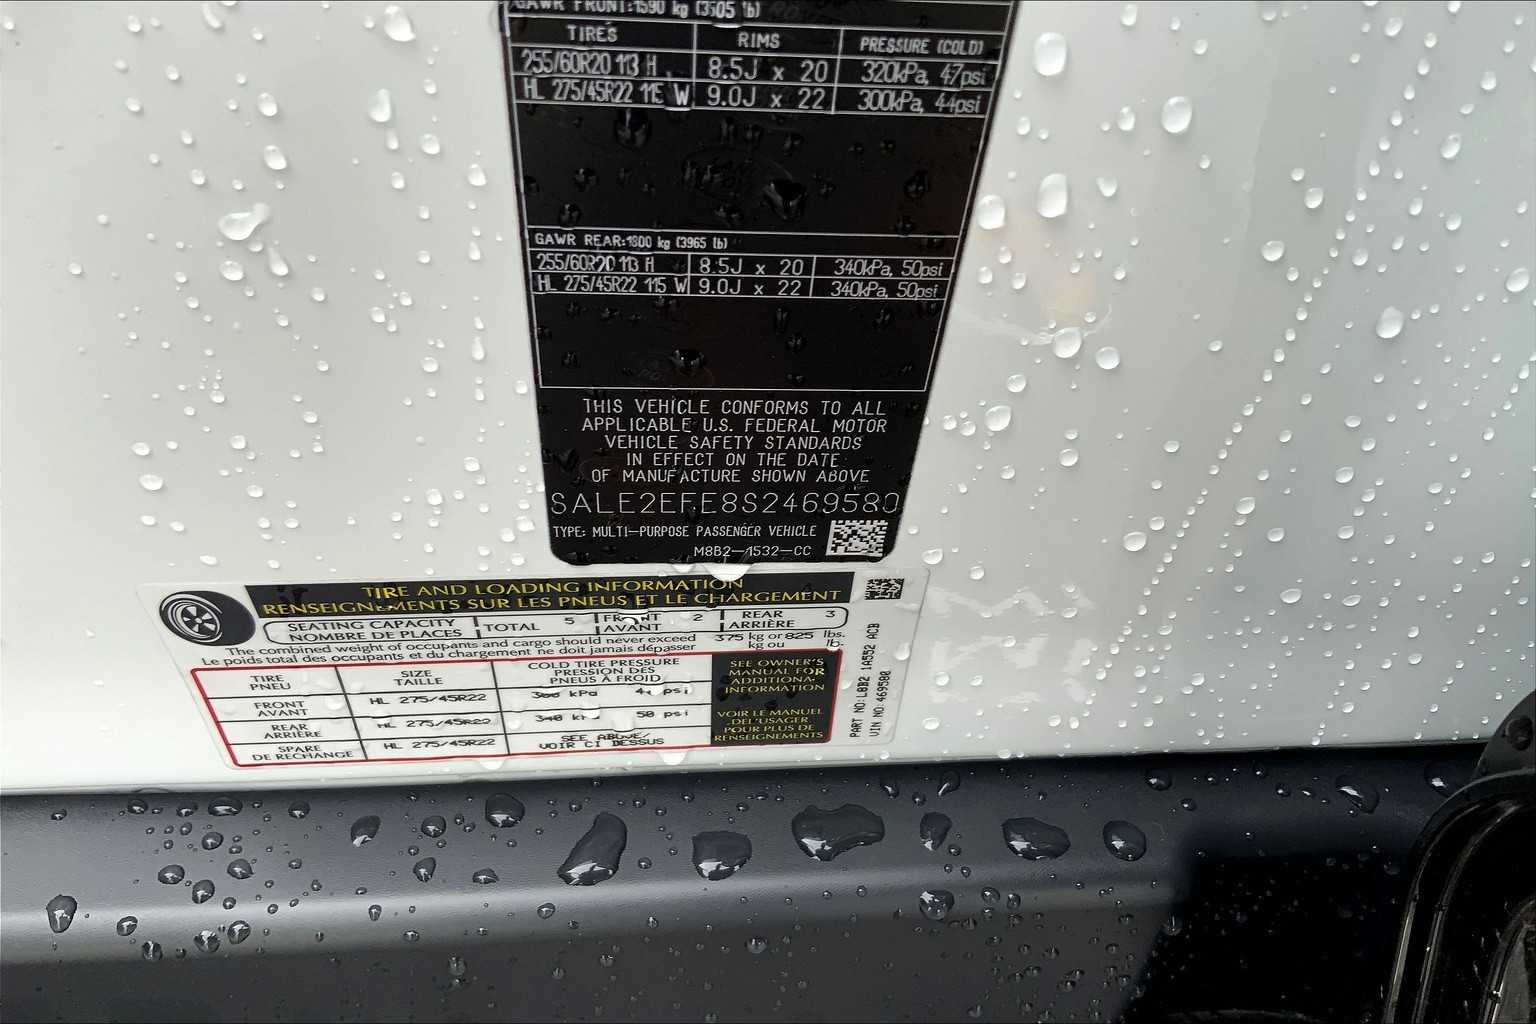 GAWR FRONT:1590 kg (3505 lb)
TIRES RIMS PRESSURE (COLD)
255/60R20 113 H 8.5J x 20 320kPa, 47psi
HL 275/45R22 115 W 9.0J x 22 300kPa, 44psi
GAWR REAR:1800 kg (3965 lb)
255/60R20 113 H 8.5J x 20 340kPa, 50psi
HL 275/45R22 115 W 9.0J x 22 340kPa, 50psi
THIS VEHICLE CONFORMS TO ALL
APPLICABLE U.S. FEDERAL MOTOR
VEHICLE SAFETY STANDARDS
IN EFFECT ON THE DATE
OF MANUFACTURE SHOWN ABOVE
SALE2EFE8S2469580
TYPE: MULTI-PURPOSE PASSENGER VEHICLE
M8B2-1532-CC
TIRE AND LOADING INFORMATION
RENSEIGNEMENTS SUR LES PNEUS ET LE CHARGEMENT
SEATING CAPACITY
NOMBRE DE PLACES
TOTAL 5
FRONT
AVANT 2
REAR
ARRIÈRE 3
The combined weight of occupants and cargo should never exceed 375 kg or 825 lbs.
Le poids total des occupants et du chargement ne doit jamais dépasser kg ou lb.
TIRE
PNEU
SIZE
TAILLE
COLD TIRE PRESSURE
PRESSION DES
PNEUS À FROID
FRONT
AVANT
HL 275/45R22 300 kPa 44 psi
REAR
ARRIÈRE
HL 275/45R22 340 kPa 50 psi
SPARE
DE RECHANGE
HL 275/45R22
SEE ABOVE/
VOIR CI DESSUS
SEE OWNER'S
MANUAL FOR
ADDITIONAL
INFORMATION
VOIR LE MANUEL
DEL'USAGER
POUR PLUS DE
RENSEIGNEMENTS
PART NO: L8B2 1A552 ACB
VIN NO: 469580